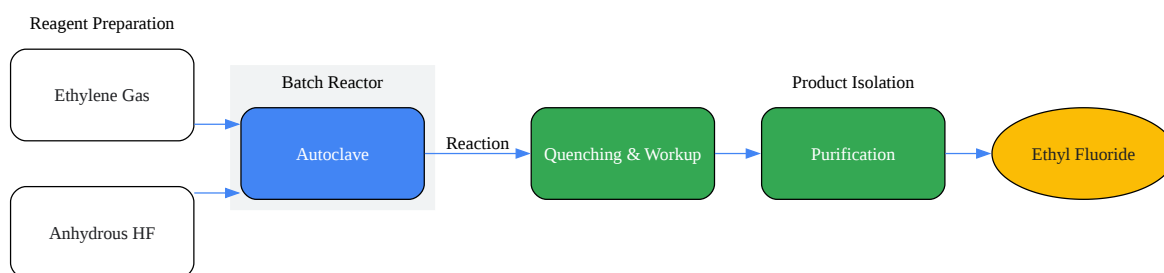 Reagent Preparation
Ethylene Gas
Anhydrous HF
Batch Reactor
Autoclave
Reaction
Quenching & Workup
Product Isolation
Purification
Ethyl Fluoride